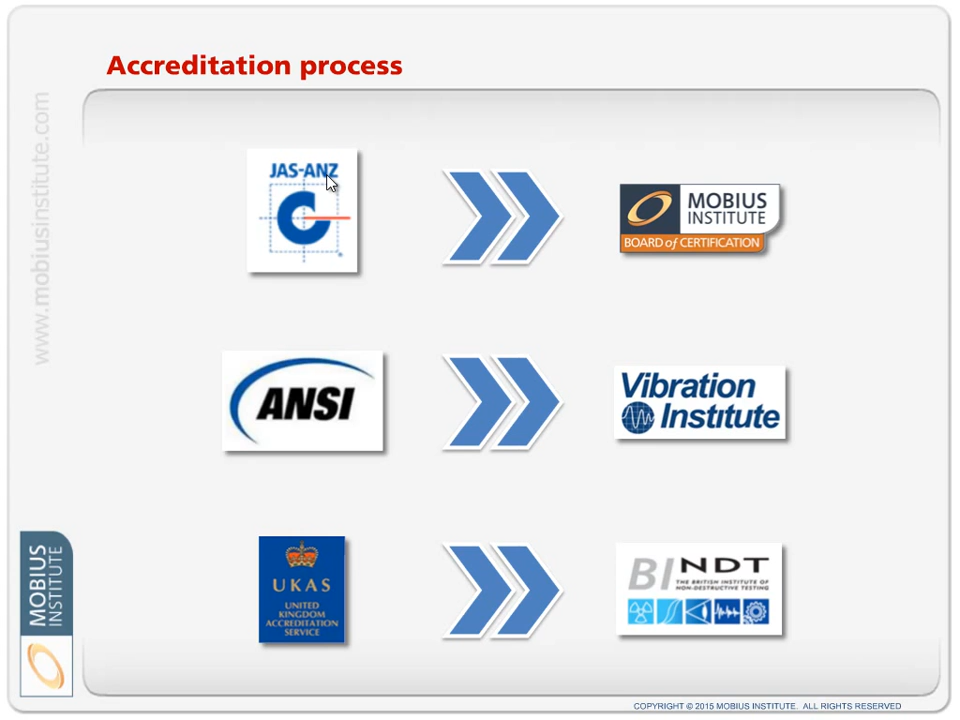 Accreditation process
www.mobiusinstitute.com
JAS-ANZ
MOBIUS
INSTITUTE
BOARD of CERTIFICATION
ANSI
Vibration
Institute
UKAS
UNITED
KINGDOM
ACCREDITATION
SERVICE
BINDT
THE BRITISH INSTITUTE OF
NON-DESTRUCTIVE TESTING
MOBIUS
INSTITUTE
COPYRIGHT © 2015 MOBIUS INSTITUTE. ALL RIGHTS RESERVED